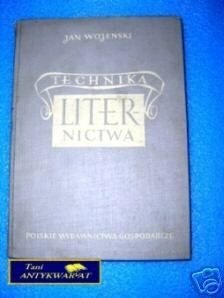 JAN WOJEŃSKI
TECHNIKA
LITER-
NICTWA
POLSKIE WYDAWNICTWA GOSPODARCZE
Tani
ANTYKWARIAT